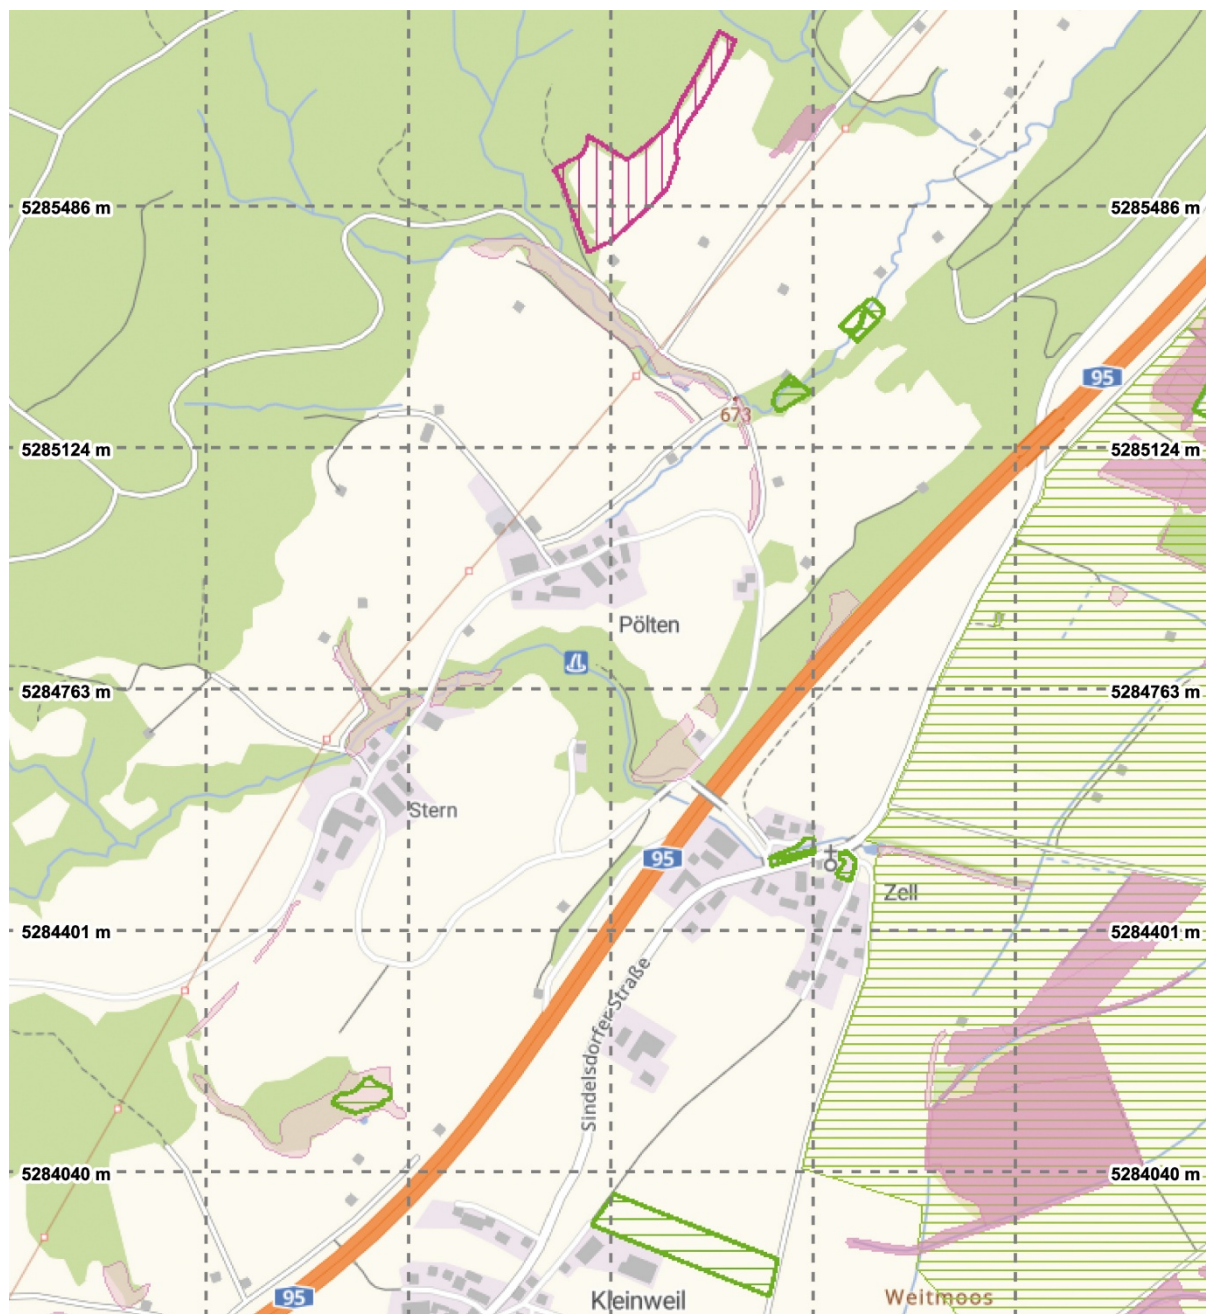 5285486 m
5285486 m
95
673
5285124 m
5285124 m
Pölten
5284763 m
5284763 m
Stern
95
Zell
5284401 m
5284401 m
Sindelsdorfer Straße
5284040 m
5284040 m
95
Kleinweil
Weitmoos